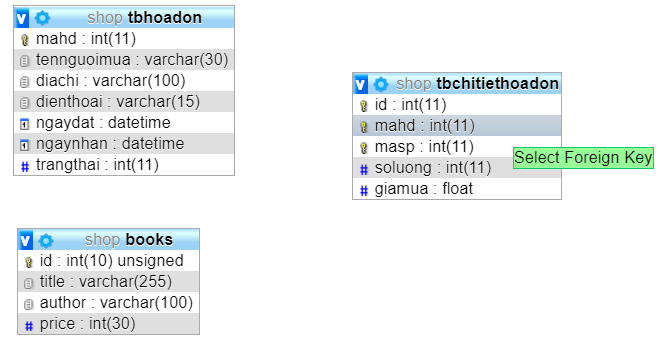 shop tbhoadon
mahd : int(11)
tennguoimua : varchar(30)
diachi : varchar(100)
dienthoai : varchar(15)
ngaydat : datetime
ngaynhan : datetime
# trangthai : int(11)
shop tbchitiethoadon
id : int(11)
mahd : int(11)
masp : int(11)
# soluong : int(11)
# giamua : float
Select Foreign Key
shop books
id : int(10) unsigned
title : varchar(255)
author : varchar(100)
# price : int(30)